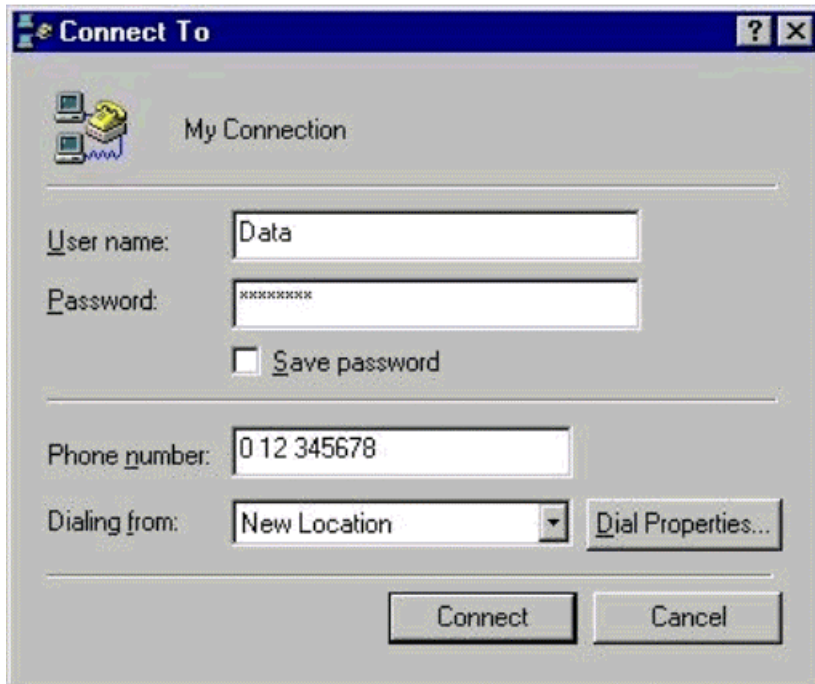 Connect To
My Connection
User name: Data
Password: ********
Save password
Phone number: 0 12 345678
Dialing from: New Location Dial Properties...
Connect Cancel